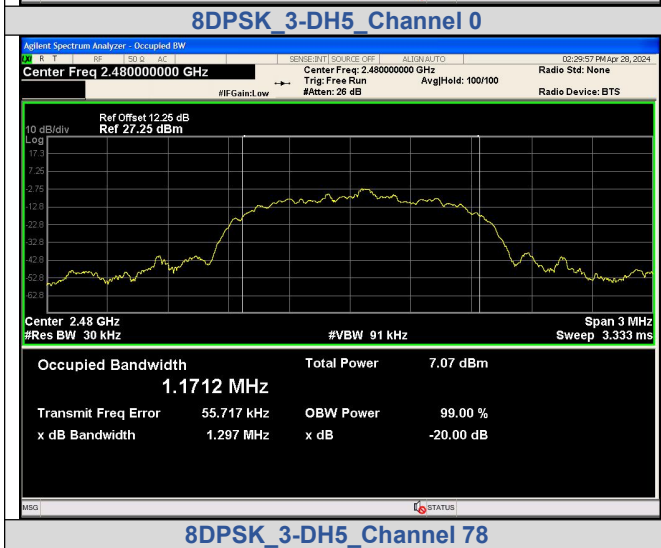 8DPSK_3-DH5_Channel 0
Agilent Spectrum Analyzer - Occupied BW
R T RF 50 Ω AC SENSE:INT SOURCE OFF ALIGN AUTO 02:29:57 PM Apr 28, 2024
Center Freq 2.480000000 GHz Center Freq: 2.480000000 GHz Radio Std: None
Trig: Free Run Avg|Hold: 100/100
#IFGain:Low #Atten: 26 dB Radio Device: BTS
Ref Offset 12.25 dB
10 dB/div Ref 27.25 dBm
Log
17.3
7.25
-2.75
-12.8
-22.8
-32.8
-42.8
-52.8
-62.8
Center 2.48 GHz Span 3 MHz
#Res BW 30 kHz #VBW 91 kHz Sweep 3.333 ms
Occupied Bandwidth Total Power 7.07 dBm
1.1712 MHz
Transmit Freq Error 55.717 kHz OBW Power 99.00 %
x dB Bandwidth 1.297 MHz x dB -20.00 dB
MSG STATUS
8DPSK_3-DH5_Channel 78